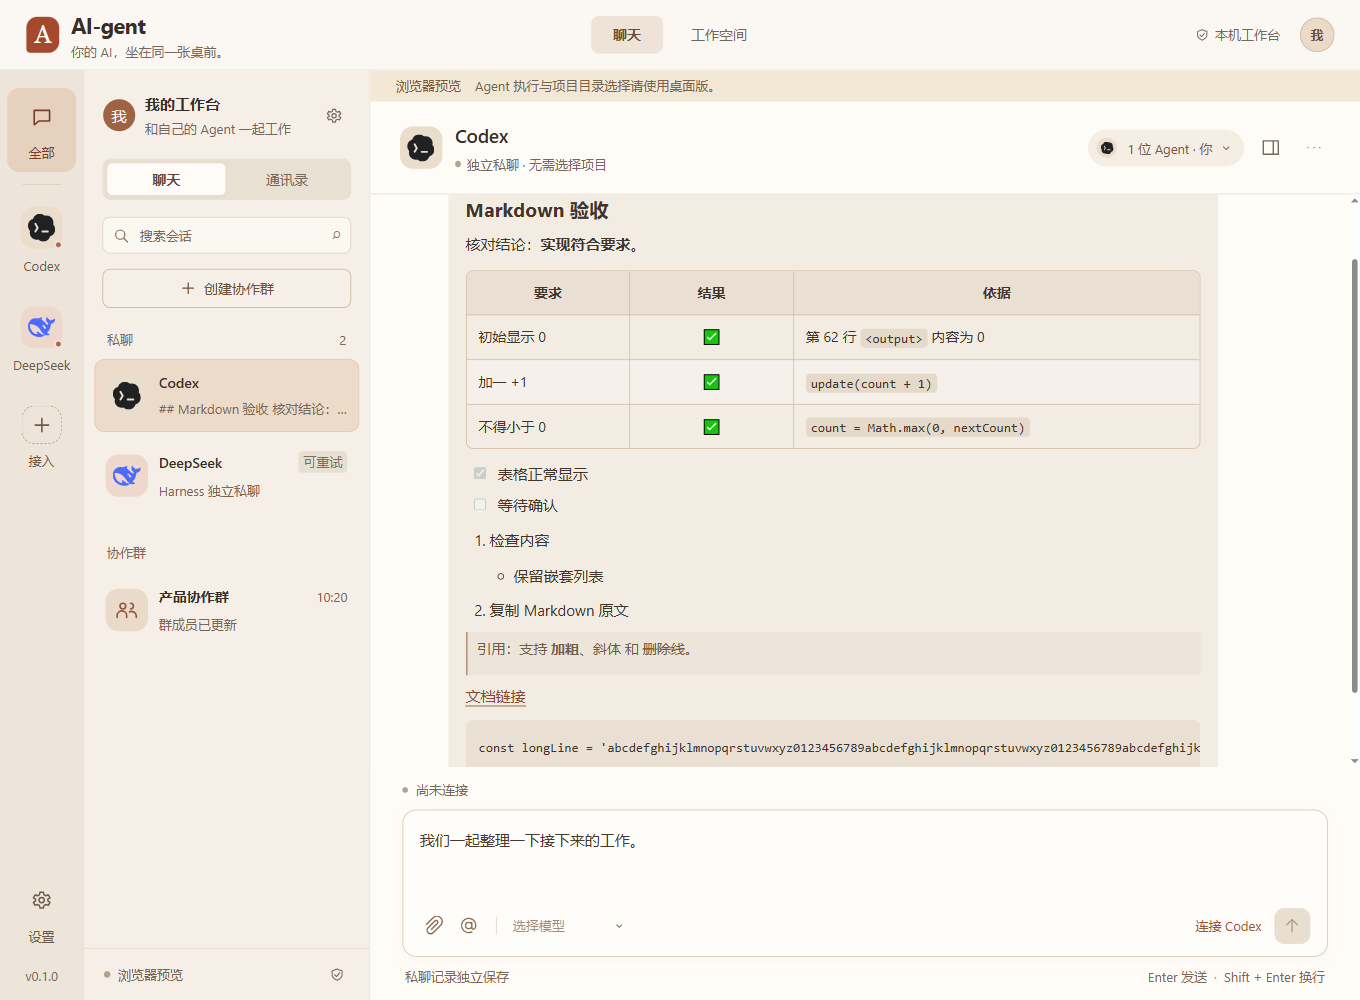 A
AI-gent
你的 AI，坐在同一张桌前。
聊天
工作空间
本机工作台
我
全部
Codex
DeepSeek
接入
设置
v0.1.0
我
我的工作台
和自己的 Agent 一起工作
聊天
通讯录
搜索会话
创建协作群
私聊
2
Codex
## Markdown 验收 核对结论：...
DeepSeek
可重试
Harness 独立私聊
协作群
产品协作群
10:20
群成员已更新
浏览器预览
浏览器预览 Agent 执行与项目目录选择请使用桌面版。
Codex
独立私聊 · 无需选择项目
1 位 Agent · 你
...
Markdown 验收
核对结论：实现符合要求。
要求 结果 依据
初始显示 0 ✅ 第 62 行 <output> 内容为 0
加一 +1 ✅ update(count + 1)
不得小于 0 ✅ count = Math.max(0, nextCount)
表格正常显示
等待确认
1. 检查内容
保留嵌套列表
2. 复制 Markdown 原文
引用：支持 加粗、斜体 和 删除线。
文档链接
const longLine = 'abcdefghijklmnopqrstuvwxyz0123456789abcdefghijklmnopqrstuvwxyz0123456789abcdefghijk
尚未连接
我们一起整理一下接下来的工作。
@
选择模型
连接 Codex
私聊记录独立保存
Enter 发送 · Shift + Enter 换行